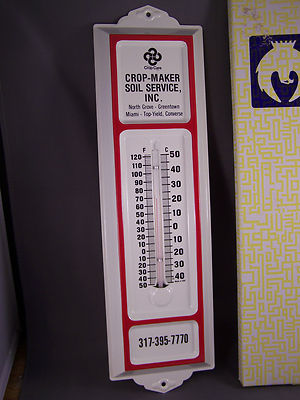 Crop Care
CROP-MAKER
SOIL SERVICE,
INC.
North Grove - Greentown
Miami - Top-Yield, Converse
F C
120 50
110
100 40
90
80 30
70
60 20
50 10
40
30 0
20
10 10
0 20
10
20 30
30
40 40
50
317-395-7770